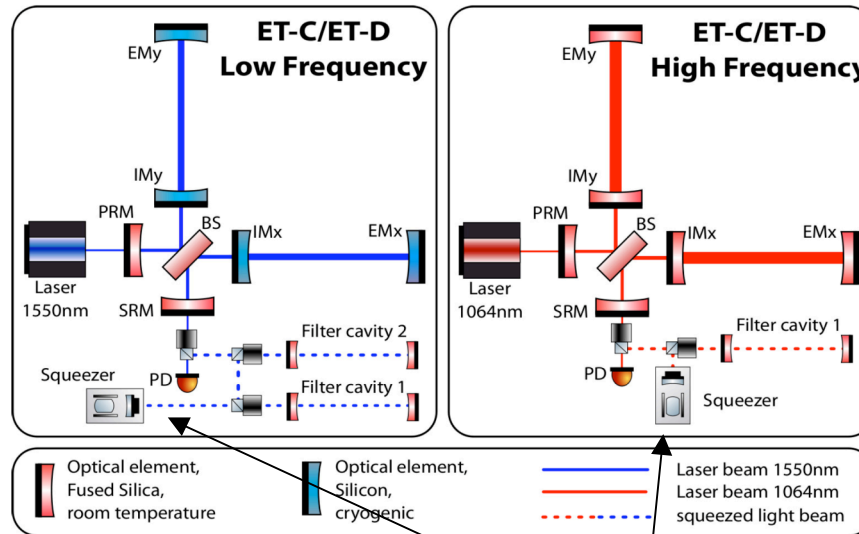 ET-C/ET-D
Low Frequency
EMy
IMy
PRM
BS
IMx
EMx
Laser
1550nm
SRM
Filter cavity 2
PD
Squeezer
Filter cavity 1
ET-C/ET-D
High Frequency
EMy
IMy
PRM
BS
IMx
EMx
Laser
1064nm
SRM
Filter cavity 1
PD
Squeezer
Optical element,
Fused Silica,
room temperature
Optical element,
Silicon,
cryogenic
Laser beam 1550nm
Laser beam 1064nm
squeezed light beam